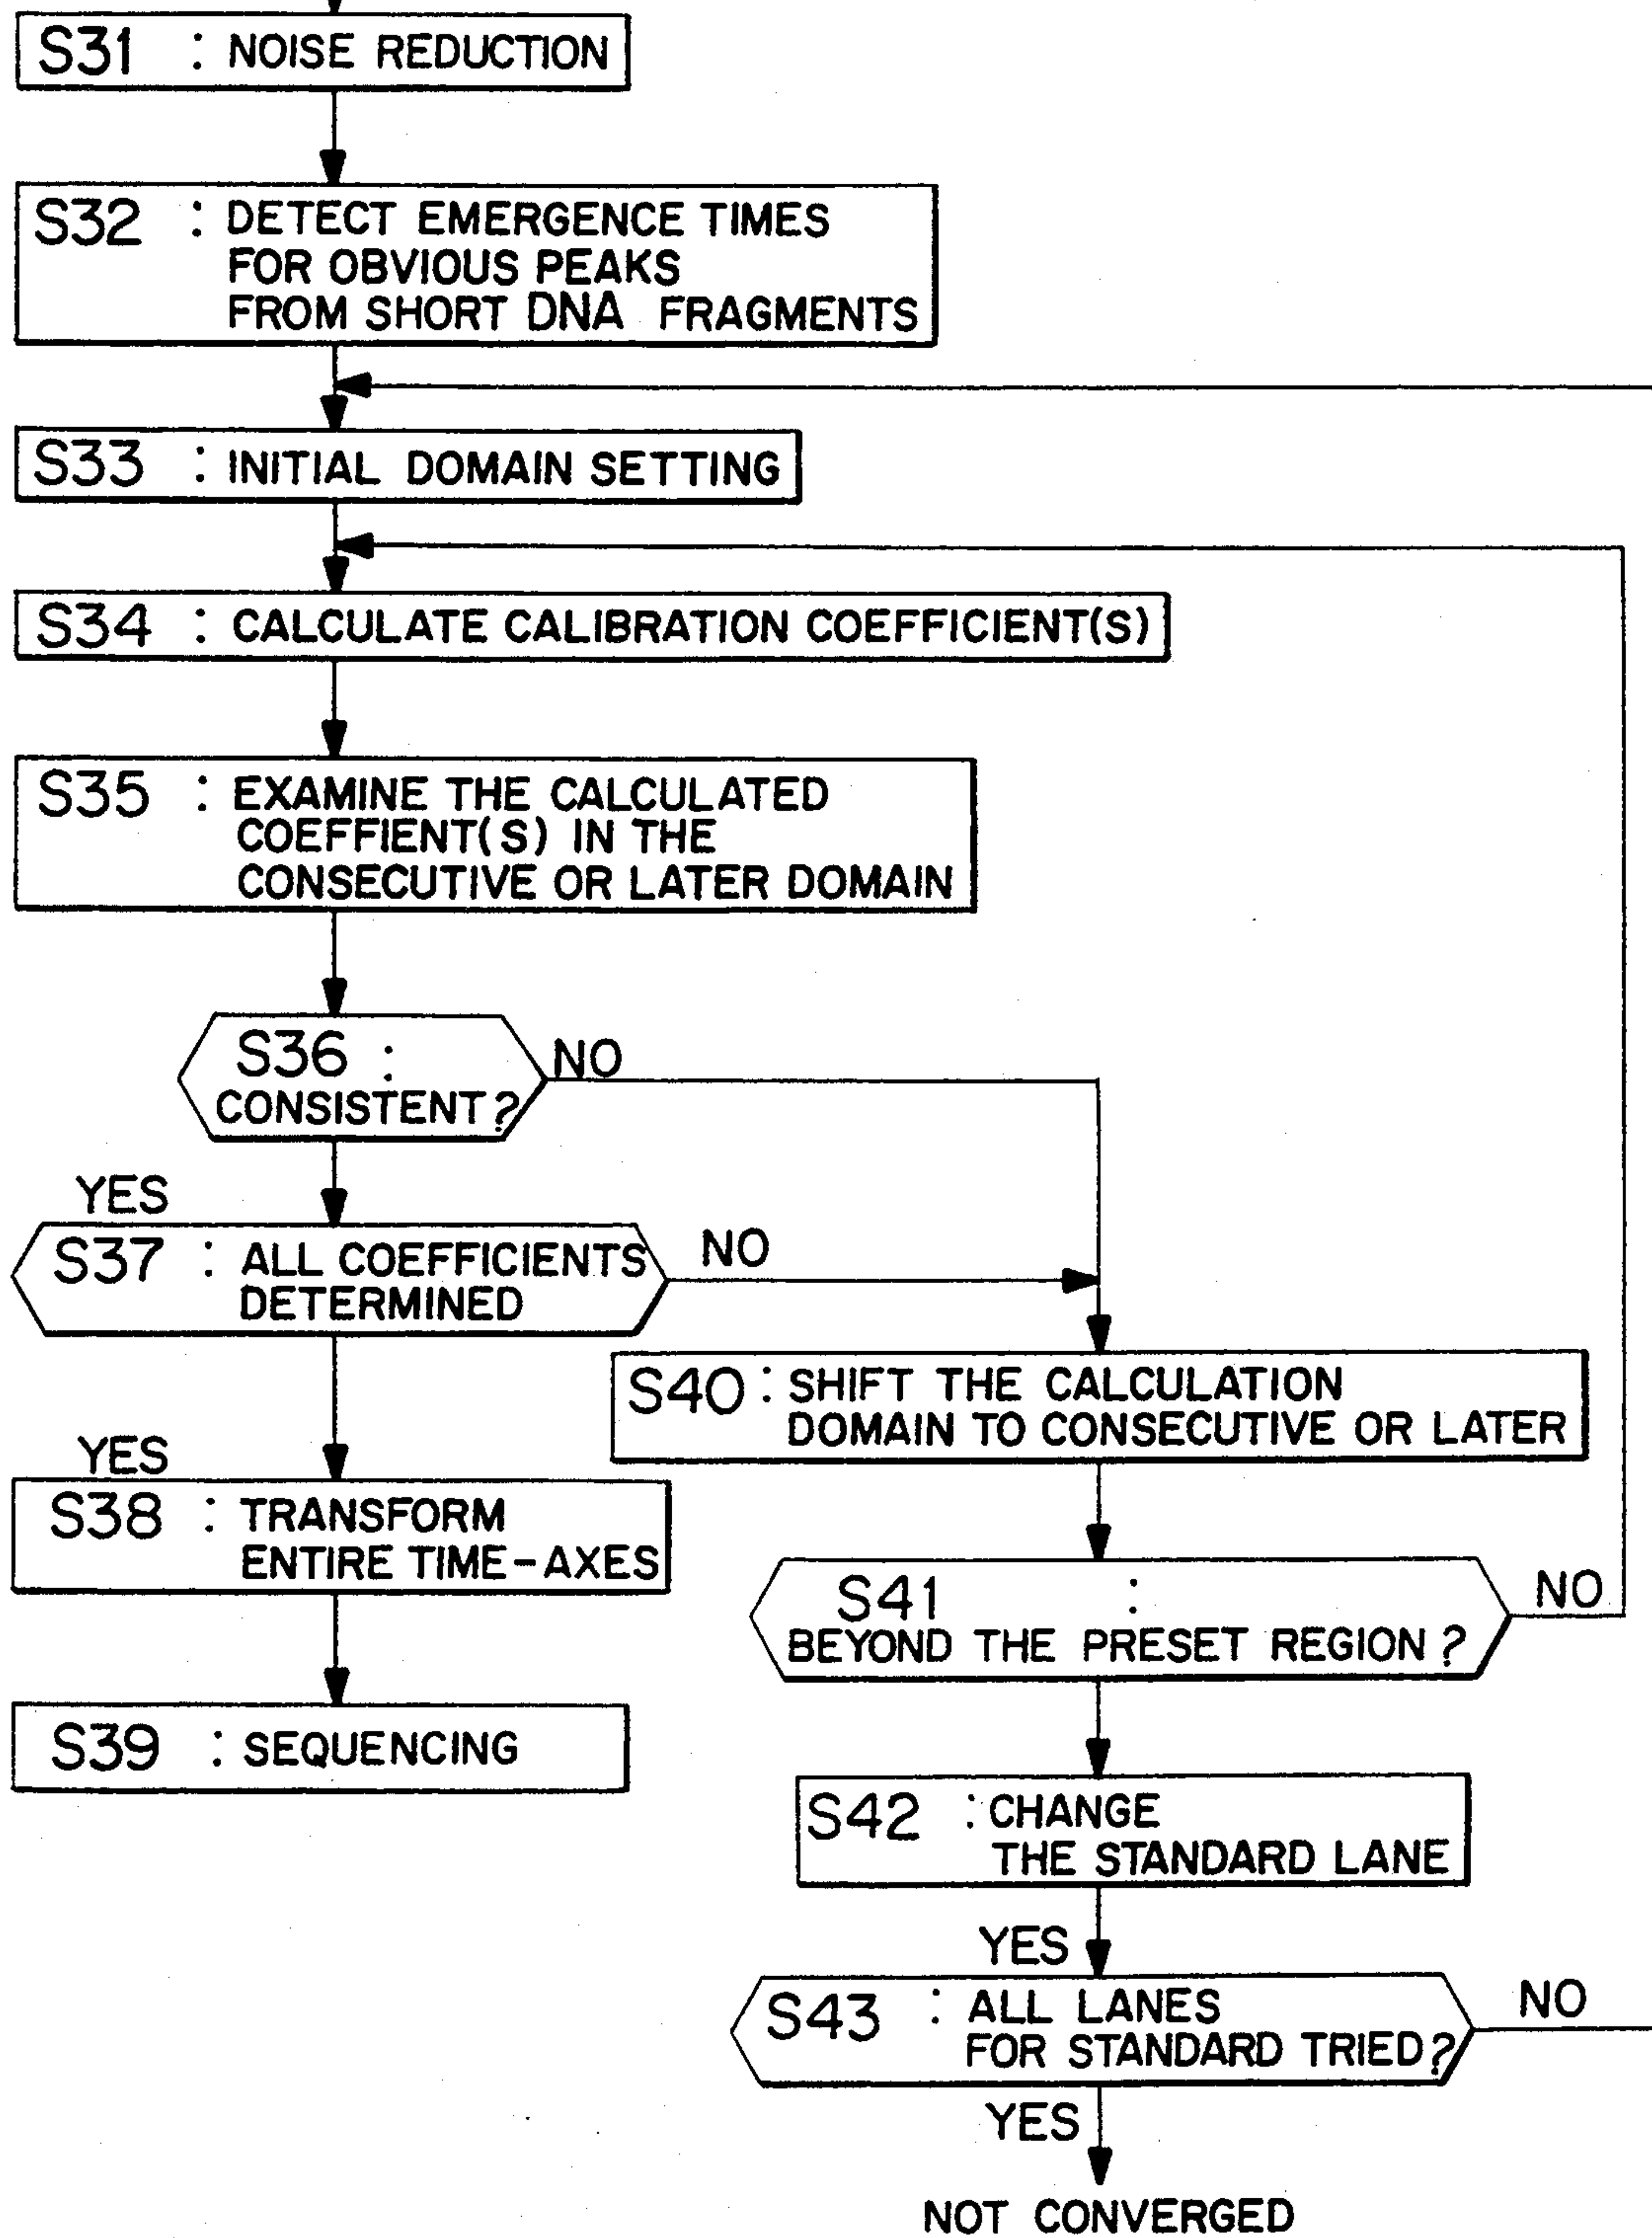 S31 : NOISE REDUCTION
S32 : DETECT EMERGENCE TIMES
FOR OBVIOUS PEAKS
FROM SHORT DNA FRAGMENTS
S33 : INITIAL DOMAIN SETTING
S34 : CALCULATE CALIBRATION COEFFICIENT(S)
S35 : EXAMINE THE CALCULATED
COEFFIENT(S) IN THE
CONSECUTIVE OR LATER DOMAIN
S36 :
CONSISTENT?
NO
YES
S37 : ALL COEFFICIENTS
DETERMINED
NO
YES
S38 : TRANSFORM
ENTIRE TIME-AXES
S39 : SEQUENCING
S40 : SHIFT THE CALCULATION
DOMAIN TO CONSECUTIVE OR LATER
S41 :
BEYOND THE PRESET REGION?
NO
S42 : CHANGE
THE STANDARD LANE
YES
S43 : ALL LANES
FOR STANDARD TRIED?
NO
YES
NOT CONVERGED